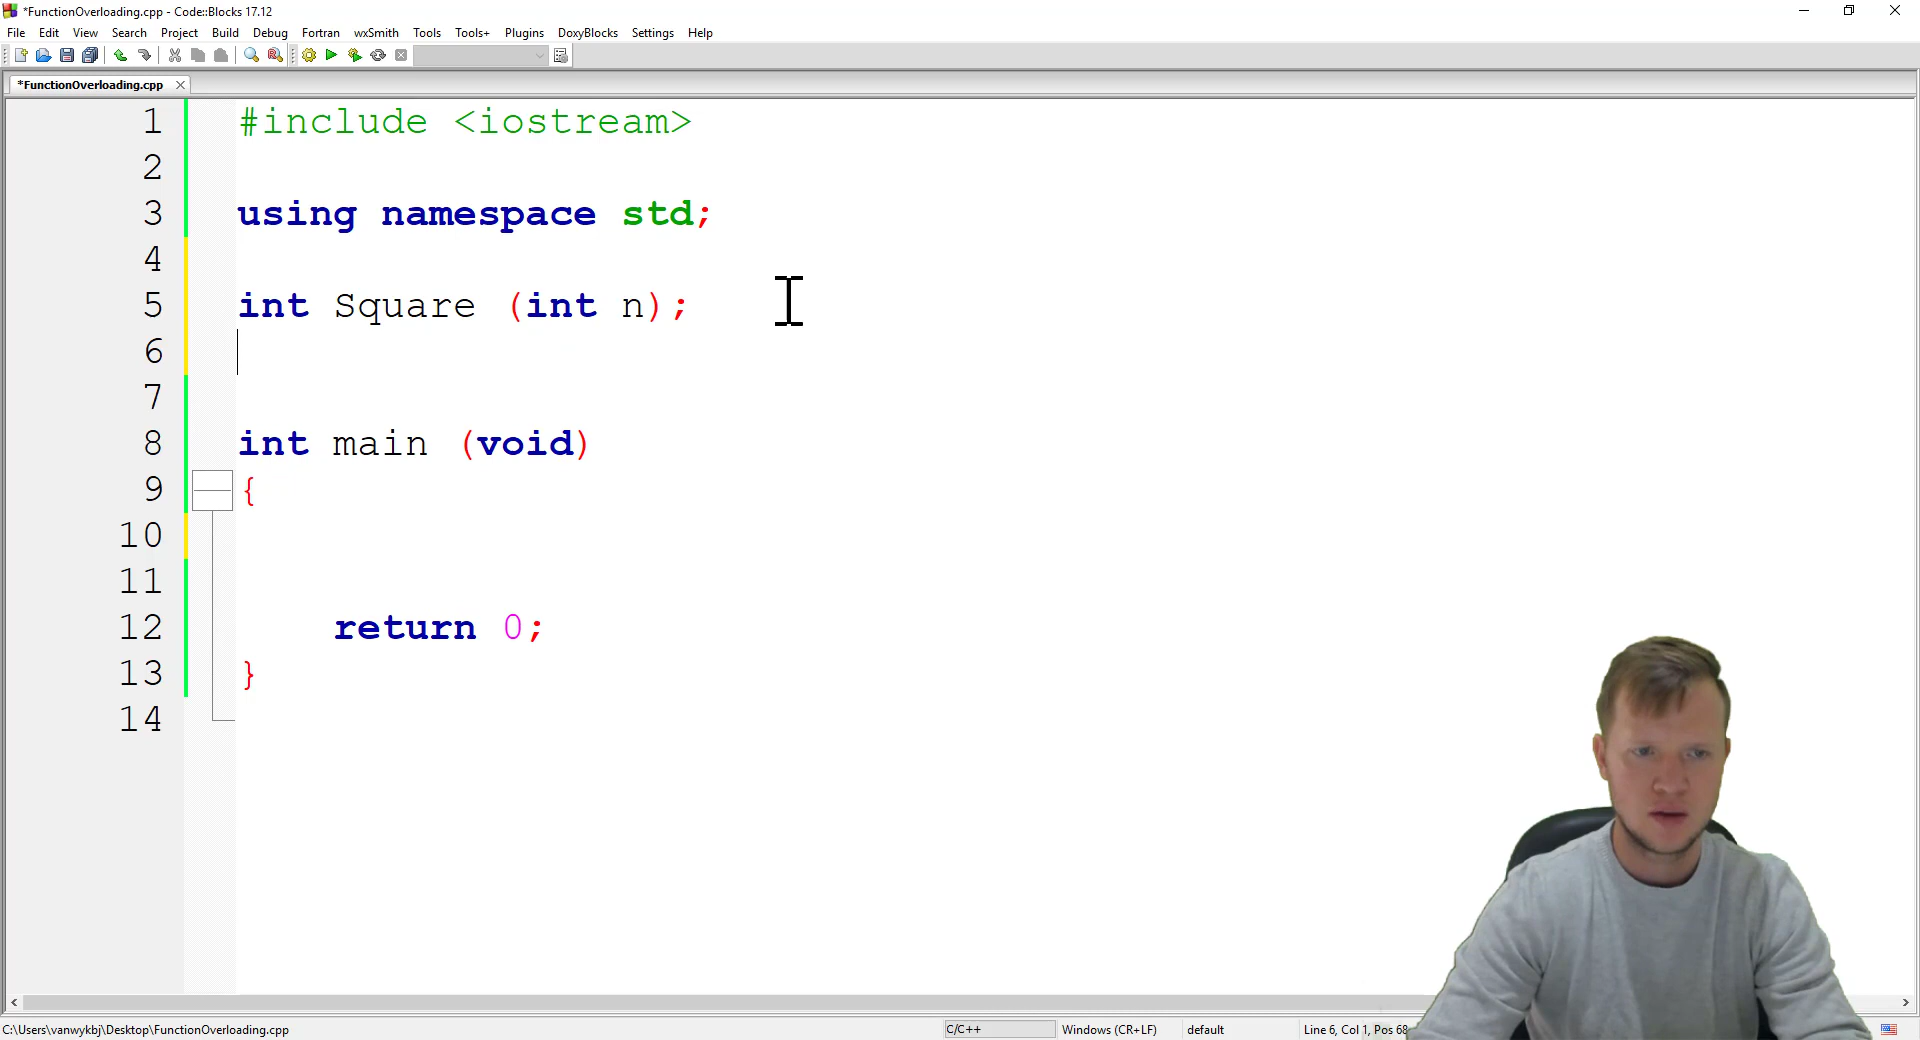 *FunctionOverloading.cpp - Code::Blocks 17.12
File Edit View Search Project Build Debug Fortran wxSmith Tools Tools+ Plugins DoxyBlocks Settings Help
*FunctionOverloading.cpp
1 #include <iostream>
2
3 using namespace std;
4
5 int Square (int n);
6
7
8 int main (void)
9 {
10
11
12 return 0;
13 }
14
C:\Users\vanwykbj\Desktop\FunctionOverloading.cpp C/C++ Windows (CR+LF) default Line 6, Col 1, Pos 68